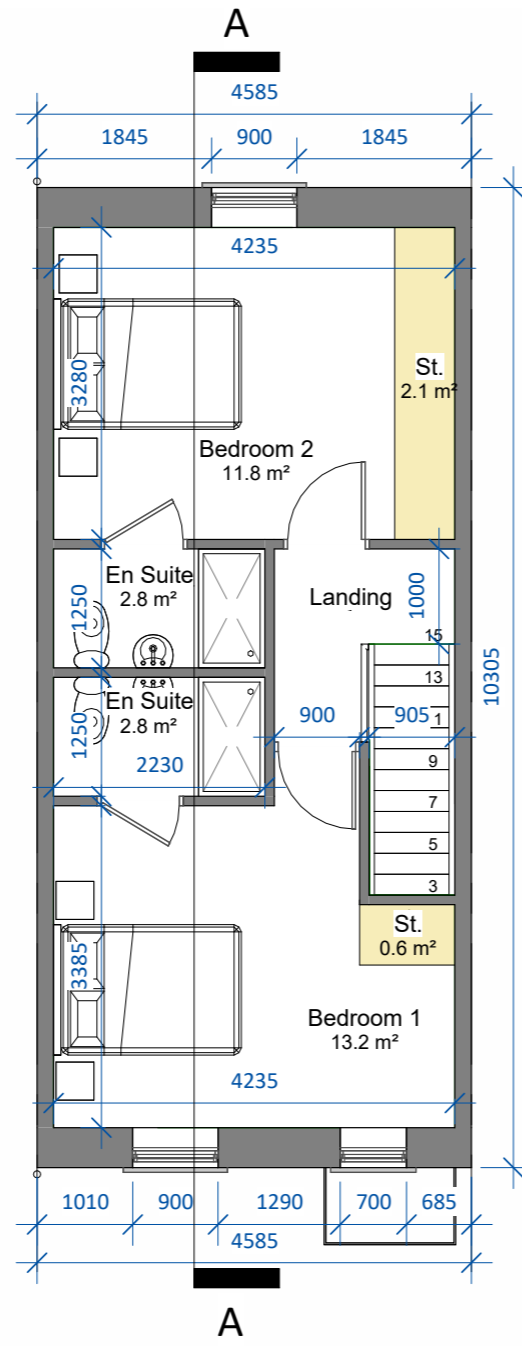 A
4585
1845 900 1845
4235
St.
2.1 m²
3280
Bedroom 2
11.8 m²
En Suite
2.8 m²
1250
Landing
1000
15
13
1
9
7
5
3
10305
En Suite
2.8 m²
1250
900 905
2230
St.
0.6 m²
3385
Bedroom 1
13.2 m²
4235
1010 900 1290 700 685
4585
A